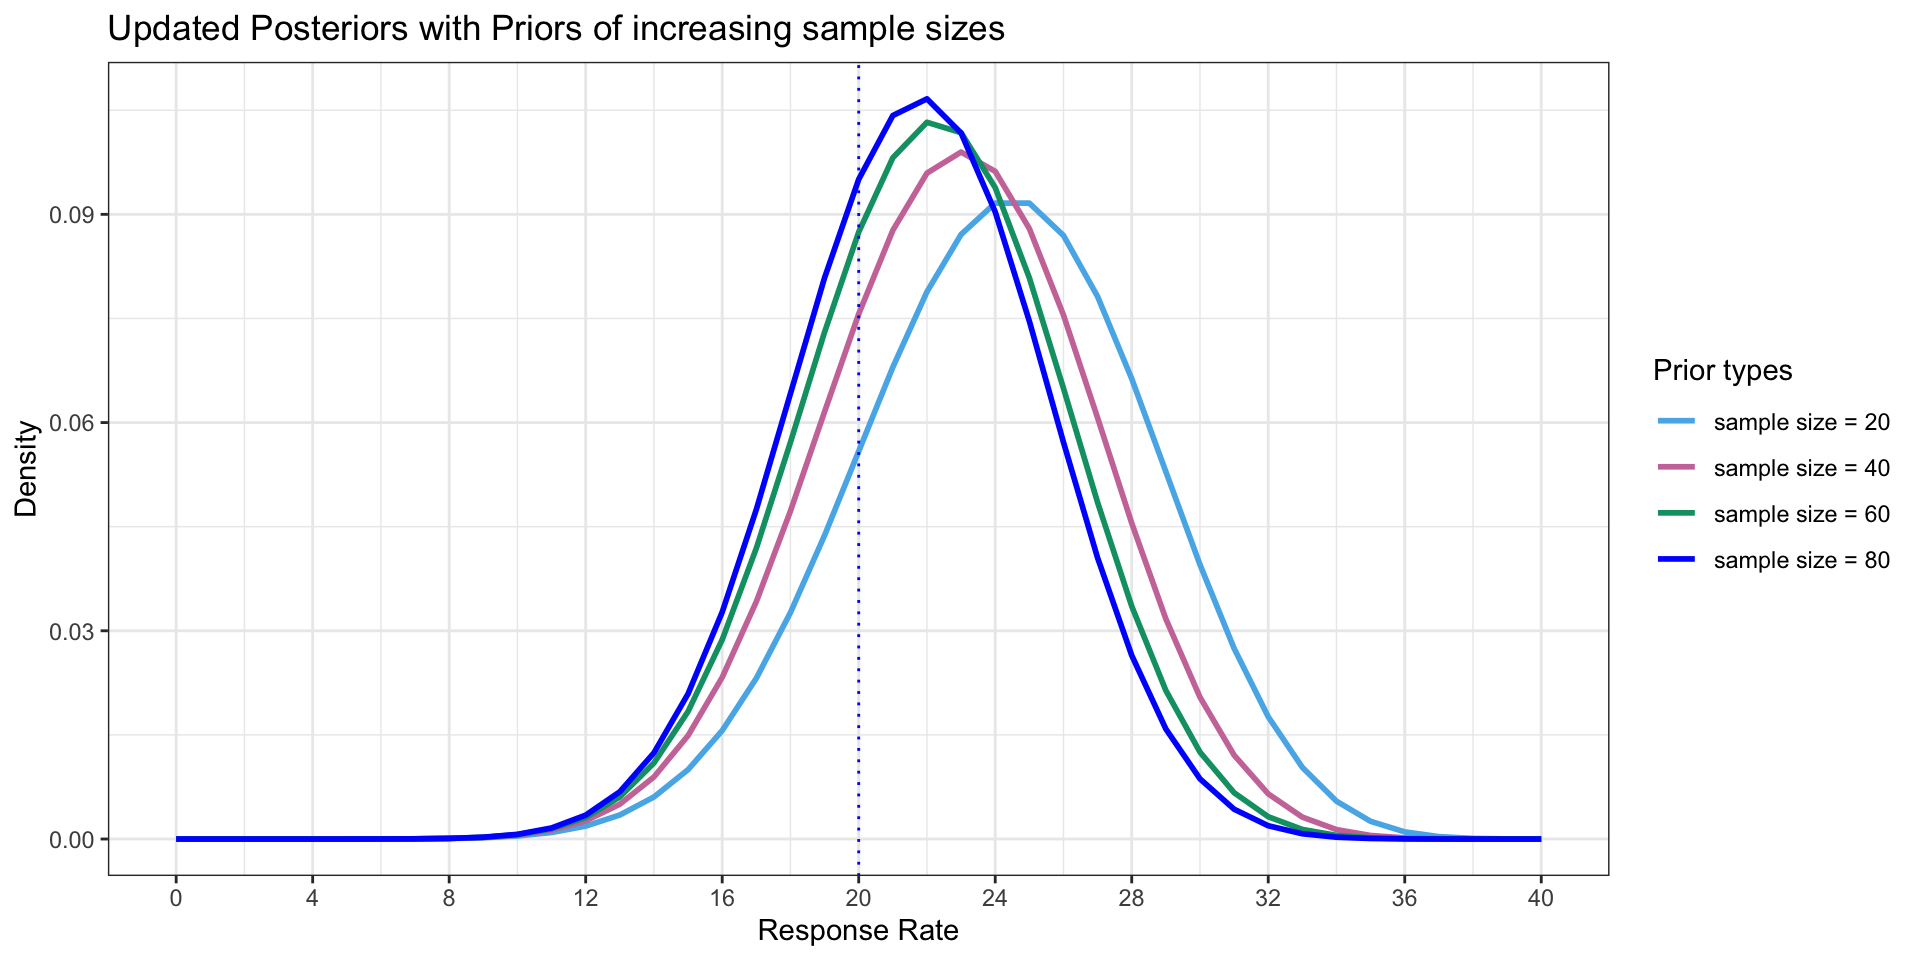 Updated Posteriors with Priors of increasing sample sizes
0.09
0.06
0.03
0.00
Density
0 4 8 12 16 20 24 28 32 36 40
Response Rate
Prior types
sample size = 20
sample size = 40
sample size = 60
sample size = 80